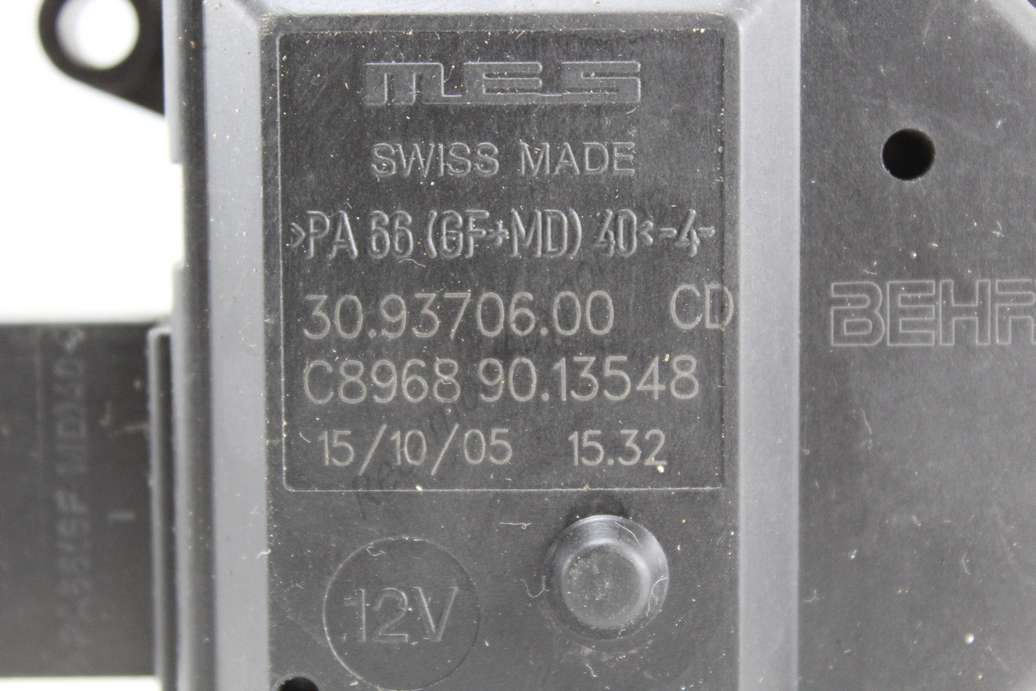 MES
SWISS MADE
>PA 66 (GF+MD) 40< -4-
30.93706.00 CD
C8968 90.13548
15/10/05 15.32
12V
BEHR